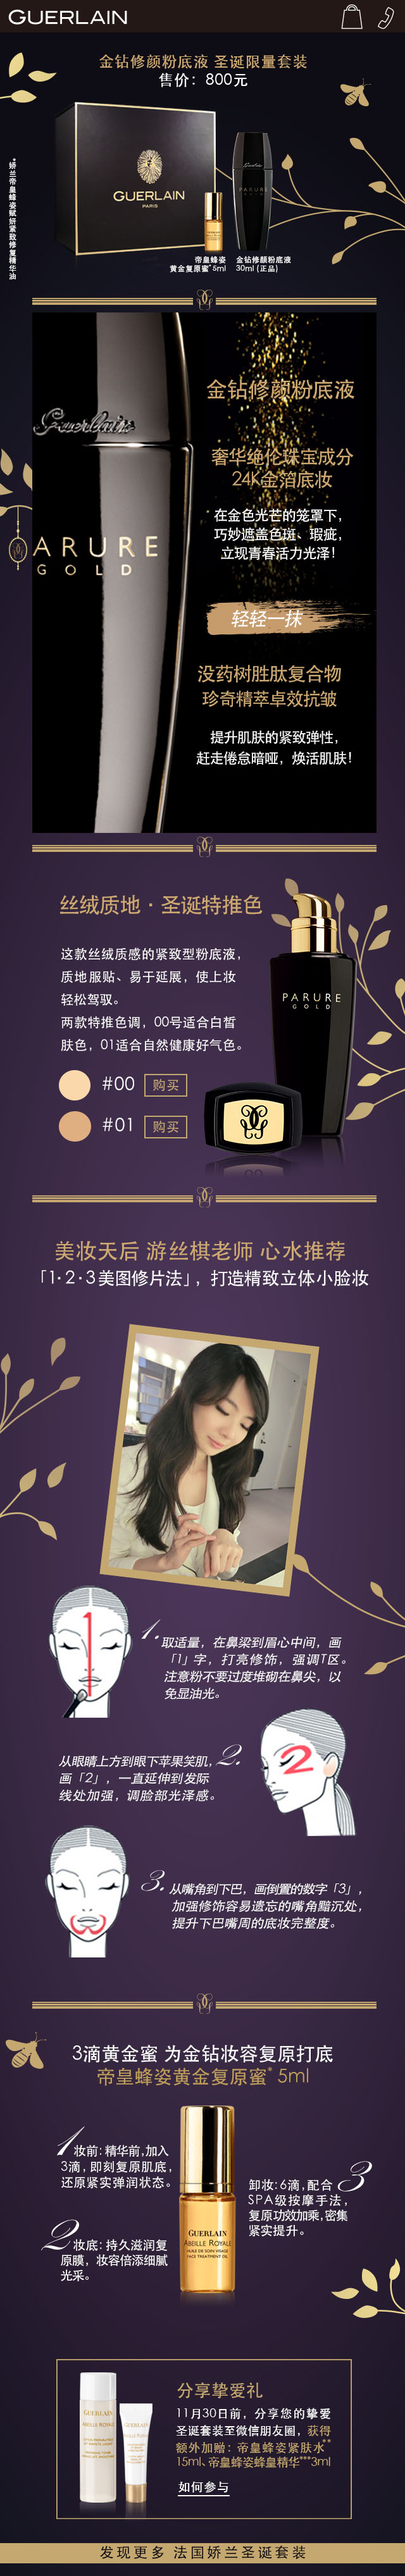 GUERLAIN
金钻修颜粉底液 圣诞限量套装
售价：800元
GUERLAIN
PARIS
Guerlain
PARURE
*娇兰帝皇蜂姿赋妍紧致修复精华油
帝皇蜂姿
黄金复原蜜*5ml
金钻修颜粉底液
30ml (正品)
Guerlain
ARURE
GOLD
金钻修颜粉底液
奢华绝伦珠宝成分
24K金箔底妆
在金色光芒的笼罩下，
巧妙遮盖色斑、瑕疵，
立现青春活力光泽！
轻轻一抹
没药树胜肽复合物
珍奇精萃卓效抗皱
提升肌肤的紧致弹性，
赶走倦怠暗哑，焕活肌肤！
丝绒质地·圣诞特推色
这款丝绒质感的紧致型粉底液，
质地服贴、易于延展，使上妆
轻松驾驭。
两款特推色调，00号适合白皙
肤色，01适合自然健康好气色。
PARURE
GOLD
#00 购买
#01 购买
美妆天后 游丝棋老师 心水推荐
「1·2·3美图修片法」，打造精致立体小脸妆
1.取适量，在鼻梁到眉心中间，画
「1」字，打亮修饰，强调T区。
注意粉不要过度堆砌在鼻尖，以
免显油光。
从眼睛上方到眼下苹果笑肌，2.
画「2」，一直延伸到发际
线处加强，调脸部光泽感。
3.从嘴角到下巴，画倒置的数字「3」，
加强修饰容易遗忘的嘴角黯沉处，
提升下巴嘴周的底妆完整度。
3滴黄金蜜 为金钻妆容复原打底
帝皇蜂姿黄金复原蜜* 5ml
1 妆前：精华前，加入
3滴，即刻复原肌底，
还原紧实弹润状态。
2 妆底：持久滋润复
原膜，妆容倍添细腻
光采。
GUERLAIN
ABEILLE ROYALE
HUILE DE SOIN VISAGE
FACE TREATMENT OIL
卸妆：6滴，配合 3
SPA级按摩手法，
复原功效加乘，密集
紧实提升。
GUERLAIN
ABEILLE ROYALE
GUERLAIN
分享挚爱礼
11月30日前，分享您的挚爱
圣诞套装至微信朋友圈，获得
额外加赠：帝皇蜂姿紧肤水**
15ml、帝皇蜂姿蜂皇精华***3ml
如何参与
发现更多 法国娇兰圣诞套装